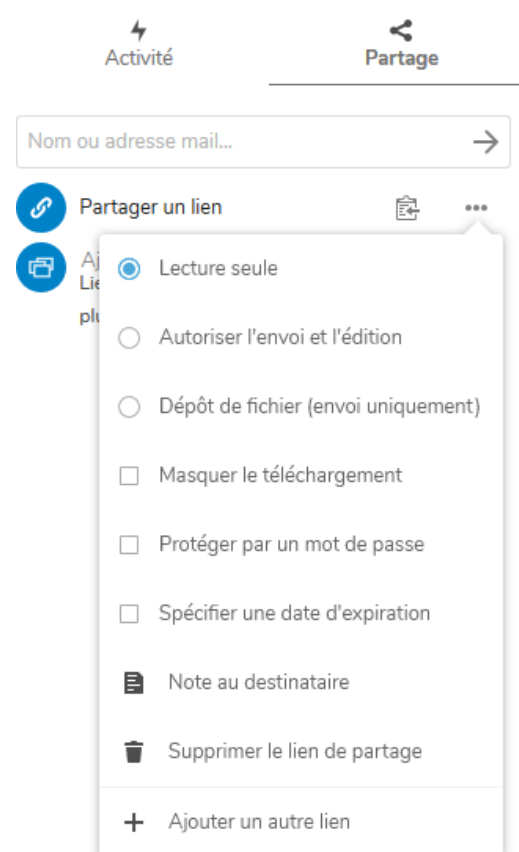 Activité
Partage
Nom ou adresse mail...
Partager un lien
Lecture seule
Autoriser l'envoi et l'édition
Dépôt de fichier (envoi uniquement)
Masquer le téléchargement
Protéger par un mot de passe
Spécifier une date d'expiration
Note au destinataire
Supprimer le lien de partage
Ajouter un autre lien